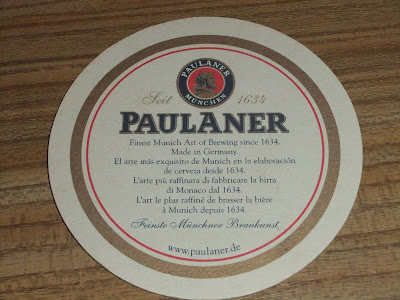 PAULANER
MÜNCHEN
Seit 1634
PAULANER
Finest Munich Art of Brewing since 1634.
Made in Germany.
El arte más exquisito de Munich en la elaboración
de cerveza desde 1634.
L'arte più raffinata di fabbricare la birra
di Monaco dal 1634.
L'art le plus raffiné de brasser la bière
à Munich depuis 1634.
Feinste Münchner Braukunst
www.paulaner.de